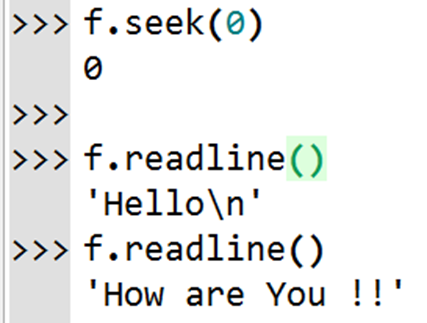 >>> f.seek(0)
0
>>>
>>> f.readline()
'Hello\n'
>>> f.readline()
'How are You !!'